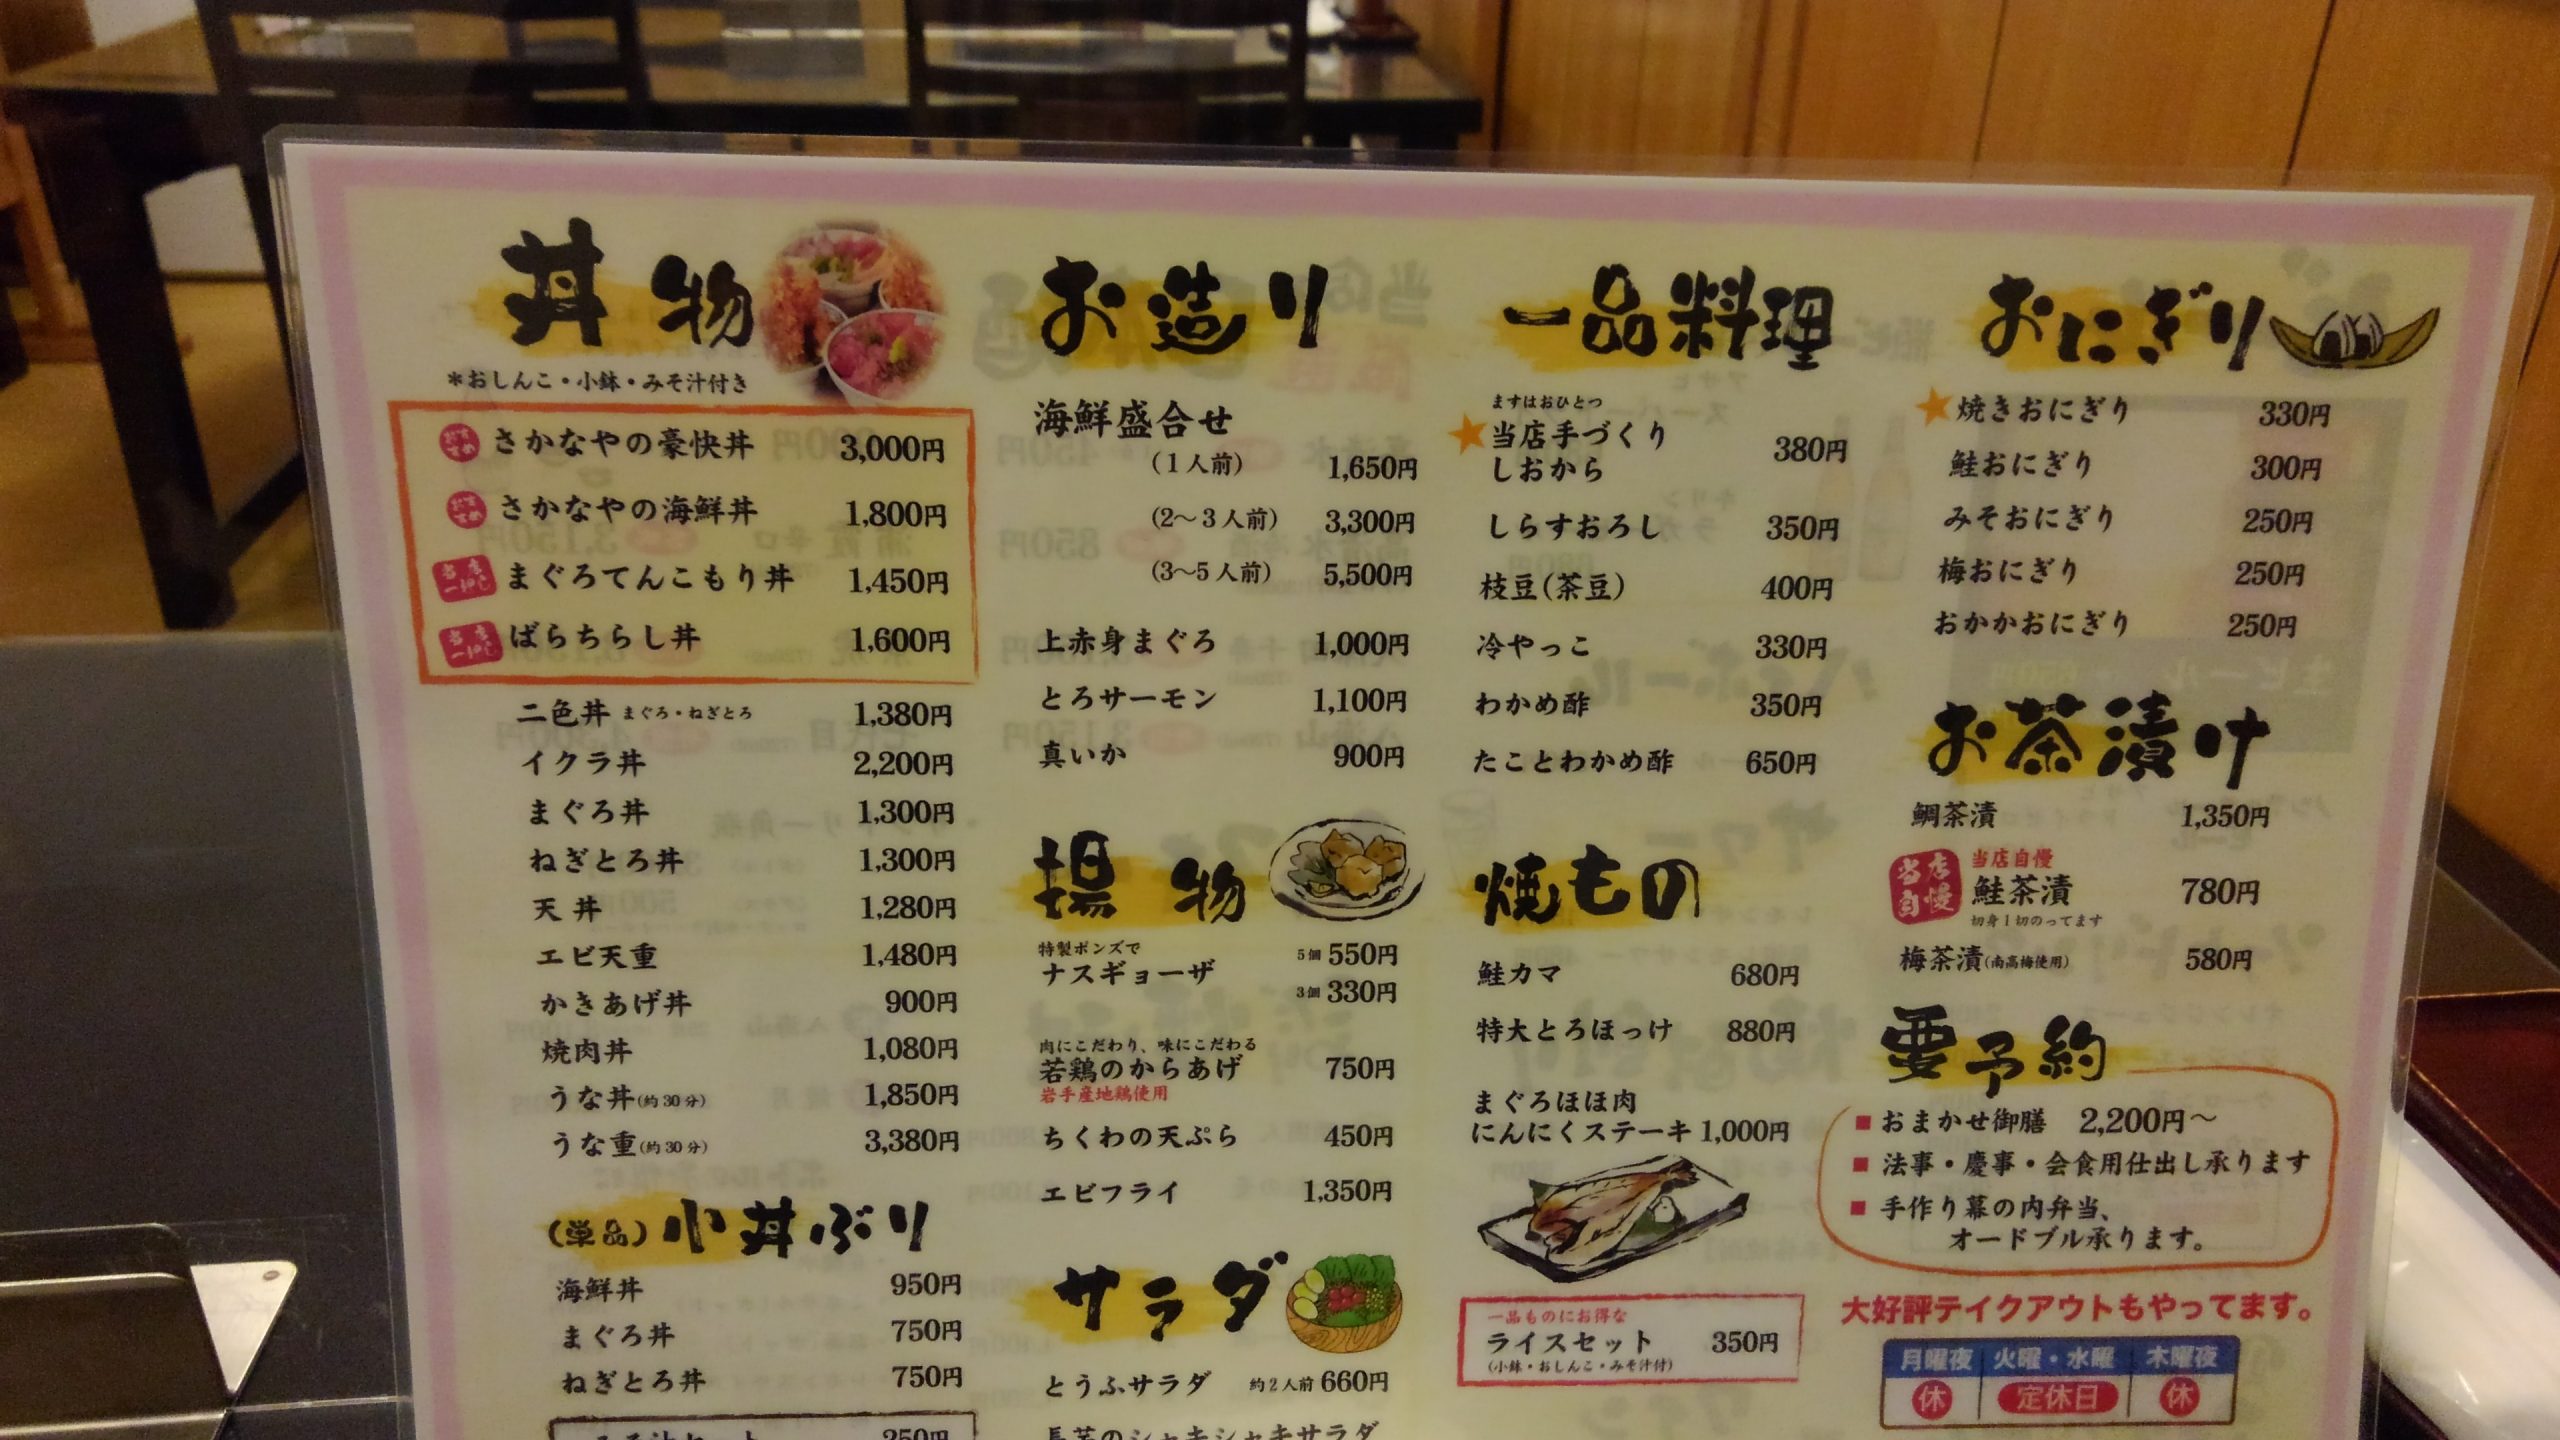 丼物
*おしんこ・小鉢・みそ汁付き
おすすめ さかなやの豪快丼 3,000円
おすすめ さかなやの海鮮丼 1,800円
当店一押し まぐろてんこもり丼 1,450円
当店一押し ばらちらし丼 1,600円
二色丼 まぐろ・ねぎとろ 1,380円
イクラ丼 2,200円
まぐろ丼 1,300円
ねぎとろ丼 1,300円
天丼 1,280円
エビ天重 1,480円
かきあげ丼 900円
焼肉丼 1,080円
うな丼(約30分) 1,850円
うな重(約30分) 3,380円
(単品)小丼ぶり
海鮮丼 950円
まぐろ丼 750円
ねぎとろ丼 750円
お造り
海鮮盛合せ
(1人前) 1,650円
(2〜3人前) 3,300円
(3〜5人前) 5,500円
上赤身まぐろ 1,000円
とろサーモン 1,100円
真いか 900円
揚物
特製ポンズで
ナスギョーザ 5個 550円
3個 330円
肉にこだわり、味にこだわる
若鶏のからあげ 750円
岩手産地鶏使用
ちくわの天ぷら 450円
エビフライ 1,350円
サラダ
とうふサラダ 約2人前 660円
長芋のシャキシャキサラダ
一品料理
まずはおひとつ
当店手づくり
しおから 380円
しらすおろし 350円
枝豆(茶豆) 400円
冷やっこ 330円
わかめ酢 350円
たことわかめ酢 650円
焼もの
鮭カマ 680円
特大とろほっけ 880円
まぐろほほ肉
にんにくステーキ 1,000円
一品ものにお得な
ライスセット 350円
(小鉢・おしんこ・みそ汁付)
おにぎり
焼きおにぎり 330円
鮭おにぎり 300円
みそおにぎり 250円
梅おにぎり 250円
おかかおにぎり 250円
お茶漬け
鯛茶漬 1,350円
当店自慢
当店自慢
鮭茶漬 780円
切身1切のってます
梅茶漬(南高梅使用) 580円
要予約
■おまかせ御膳 2,200円〜
■法事・慶事・会食用仕出し承ります
■手作り幕の内弁当、
オードブル承ります。
大好評テイクアウトもやってます。
月曜夜 火曜・水曜 木曜夜
休 定休日 休